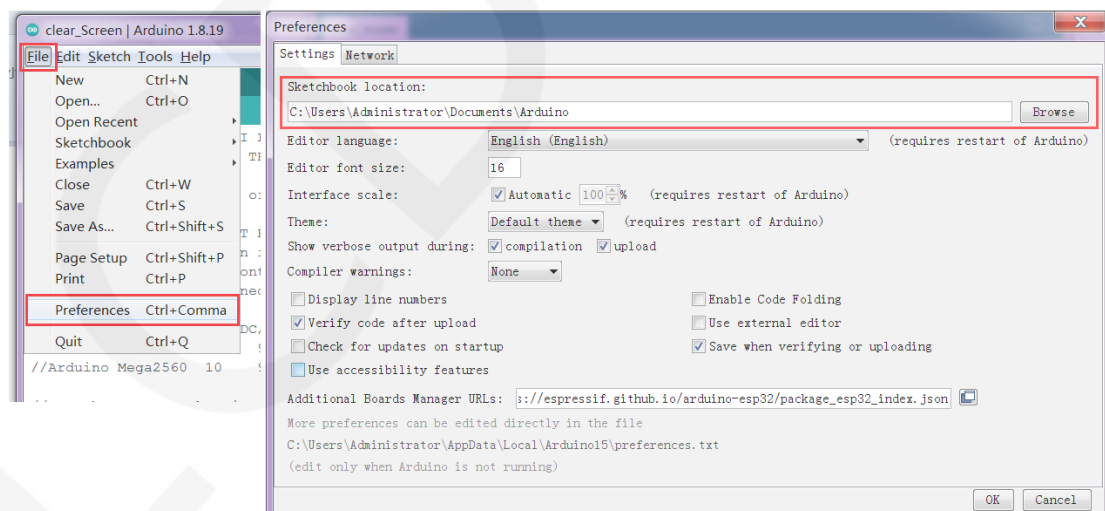 clear_Screen | Arduino 1.8.19
File Edit Sketch Tools Help
New Ctrl+N
Open... Ctrl+O
Open Recent
Sketchbook
Examples
Close Ctrl+W
Save Ctrl+S
Save As... Ctrl+Shift+S
Page Setup Ctrl+Shift+P
Print Ctrl+P
Preferences Ctrl+Comma
Quit Ctrl+Q
//Arduino Mega2560 10
Preferences
Settings Network
Sketchbook location:
C:\Users\Administrator\Documents\Arduino Browse
Editor language: English (English) (requires restart of Arduino)
Editor font size: 16
Interface scale: Automatic 100% (requires restart of Arduino)
Theme: Default theme (requires restart of Arduino)
Show verbose output during: compilation upload
Compiler warnings: None
Display line numbers Enable Code Folding
Verify code after upload Use external editor
Check for updates on startup Save when verifying or uploading
Use accessibility features
Additional Boards Manager URLs: s://espressif.github.io/arduino-esp32/package_esp32_index.json
More preferences can be edited directly in the file
C:\Users\Administrator\AppData\Local\Arduino15\preferences.txt
(edit only when Arduino is not running)
OK Cancel